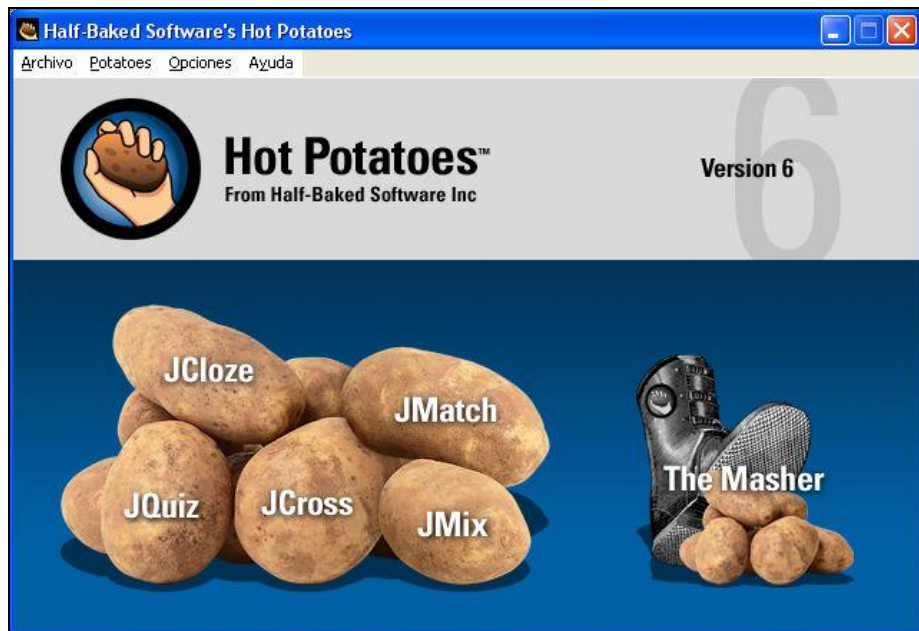 Half-Baked Software's Hot Potatoes
Archivo Potatoes Opciones Ayuda
6
Hot Potatoes™
From Half-Baked Software Inc
Version 6
JCloze
JMatch
JQuiz
JCross
JMix
The Masher